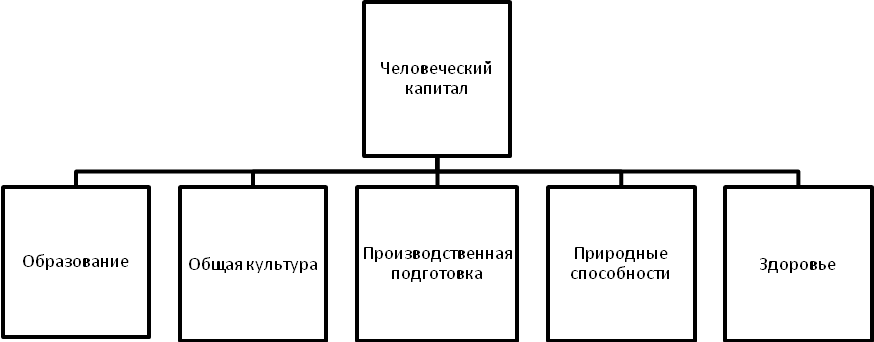 Человеческий
капитал
Образование
Общая культура
Производственная
подготовка
Природные
способности
Здоровье